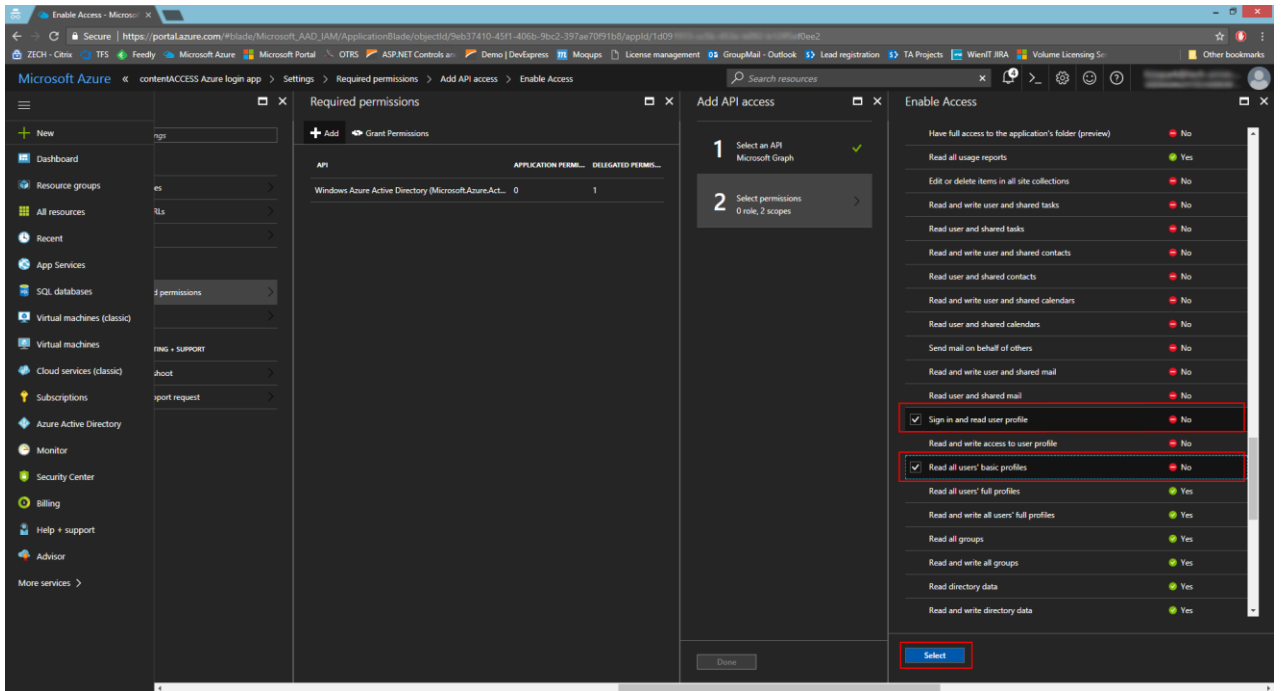 Enable Access - Microsof
Secure | https://portal.azure.com/#blade/Microsoft_AAD_IAM/ApplicationBlade/objectId/9eb37410-45f1-406b-9bc2-397ae70f91b8/appId/1d09
ZECH - Citrix TFS Feedly Microsoft Azure Microsoft Portal OTRS ASP.NET Controls an Demo | DevExpress Moqups License management GroupMail - Outlook Lead registration TA Projects WienIT JIRA Volume Licensing Se Other bookmarks
Microsoft Azure « contentACCESS Azure login app > Settings > Required permissions > Add API access > Enable Access
Search resources
New
Dashboard
Resource groups
All resources
Recent
App Services
SQL databases
Virtual machines (classic)
Virtual machines
Cloud services (classic)
Subscriptions
Azure Active Directory
Monitor
Security Center
Billing
Help + support
Advisor
More services >
ngs
es
RLs
d permissions
TING + SUPPORT
shoot
pport request
Required permissions
Add Grant Permissions
API APPLICATION PERMI... DELEGATED PERMIS...
Windows Azure Active Directory (Microsoft.Azure.Act... 0 1
Add API access
1 Select an API
Microsoft Graph
2 Select permissions
0 role, 2 scopes
Done
Enable Access
Have full access to the application's folder (preview) No
Read all usage reports Yes
Edit or delete items in all site collections No
Read and write user and shared tasks No
Read user and shared tasks No
Read and write user and shared contacts No
Read user and shared contacts No
Read and write user and shared calendars No
Read user and shared calendars No
Send mail on behalf of others No
Read and write user and shared mail No
Read user and shared mail No
Sign in and read user profile No
Read and write access to user profile No
Read all users' basic profiles No
Read all users' full profiles Yes
Read and write all users' full profiles Yes
Read all groups Yes
Read and write all groups Yes
Read directory data Yes
Read and write directory data Yes
Select